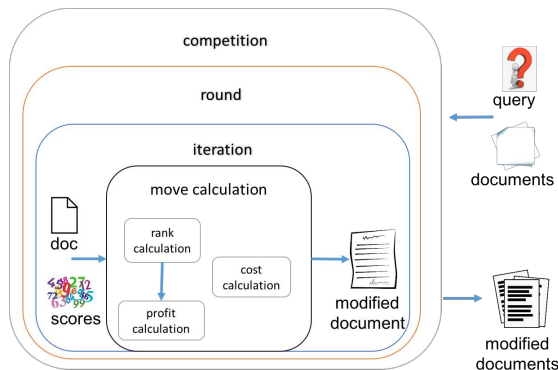 competition
round
iteration
move calculation
rank
calculation
cost
calculation
profit
calculation
doc
scores
modified
document
query
documents
modified
documents